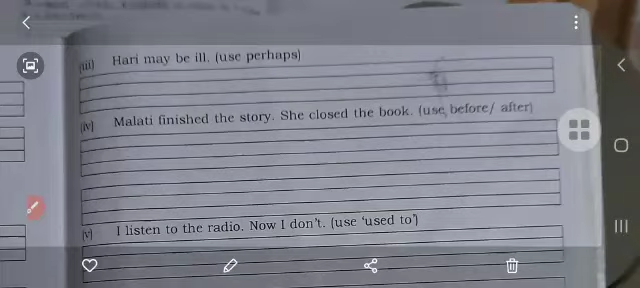 (iii) Hari may be ill. (use perhaps)
(iv) Malati finished the story. She closed the book. (use before/ after)
(v) I listen to the radio. Now I don't. (use 'used to')